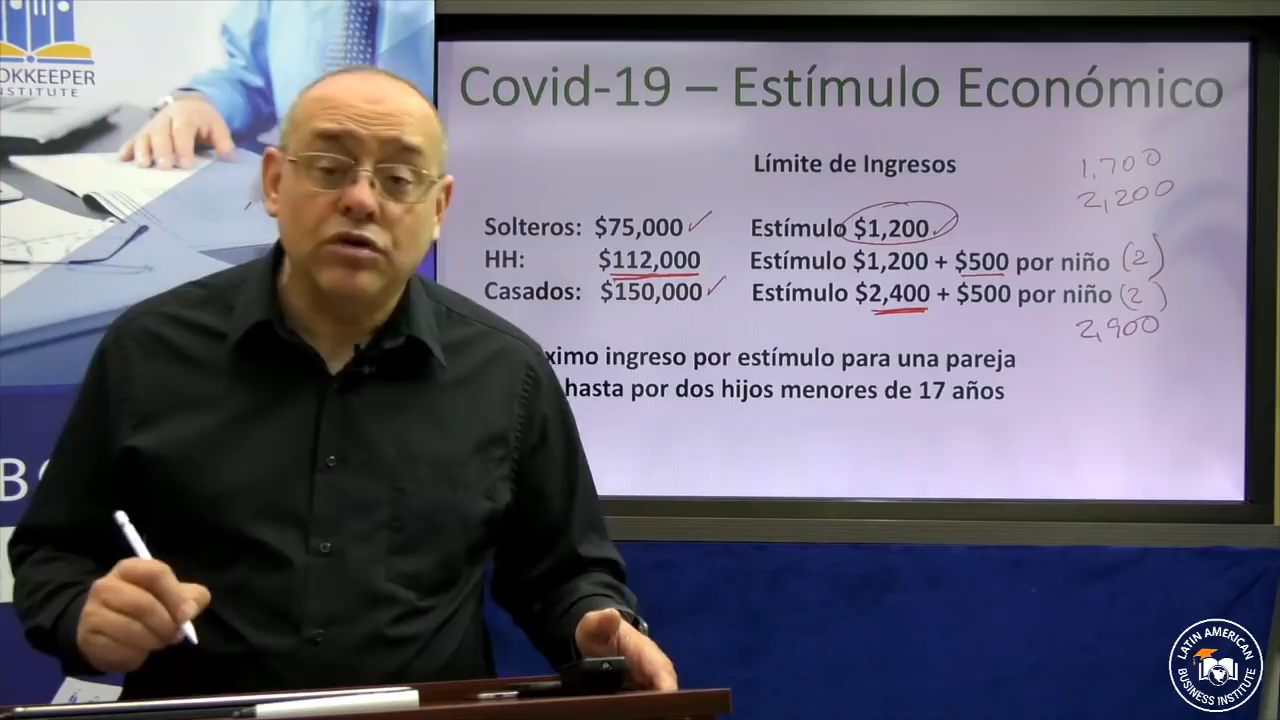 OKKEEPER
INSTITUTE
Covid-19 – Estímulo Económico
Límite de Ingresos
1,700
2,200
Solteros: $75,000 ✓ Estímulo $1,200 ✓
HH: $112,000 Estímulo $1,200 + $500 por niño (2)
Casados: $150,000 ✓ Estímulo $2,400 + $500 por niño (2)
2,900
ximo ingreso por estímulo para una pareja
hasta por dos hijos menores de 17 años
LATIN AMERICAN
BUSINESS INSTITUTE